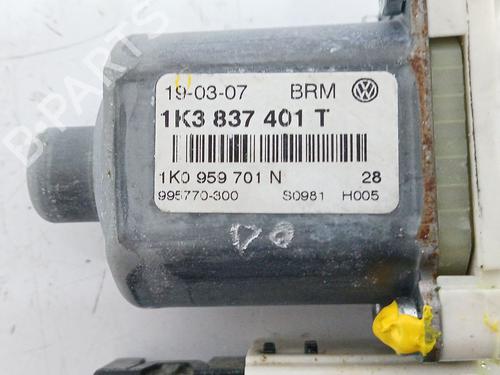 19-03-07 BRM
1K3 837 401 T
1K0 959 701 N 28
995770-300 S0981 H005
B-PARTS